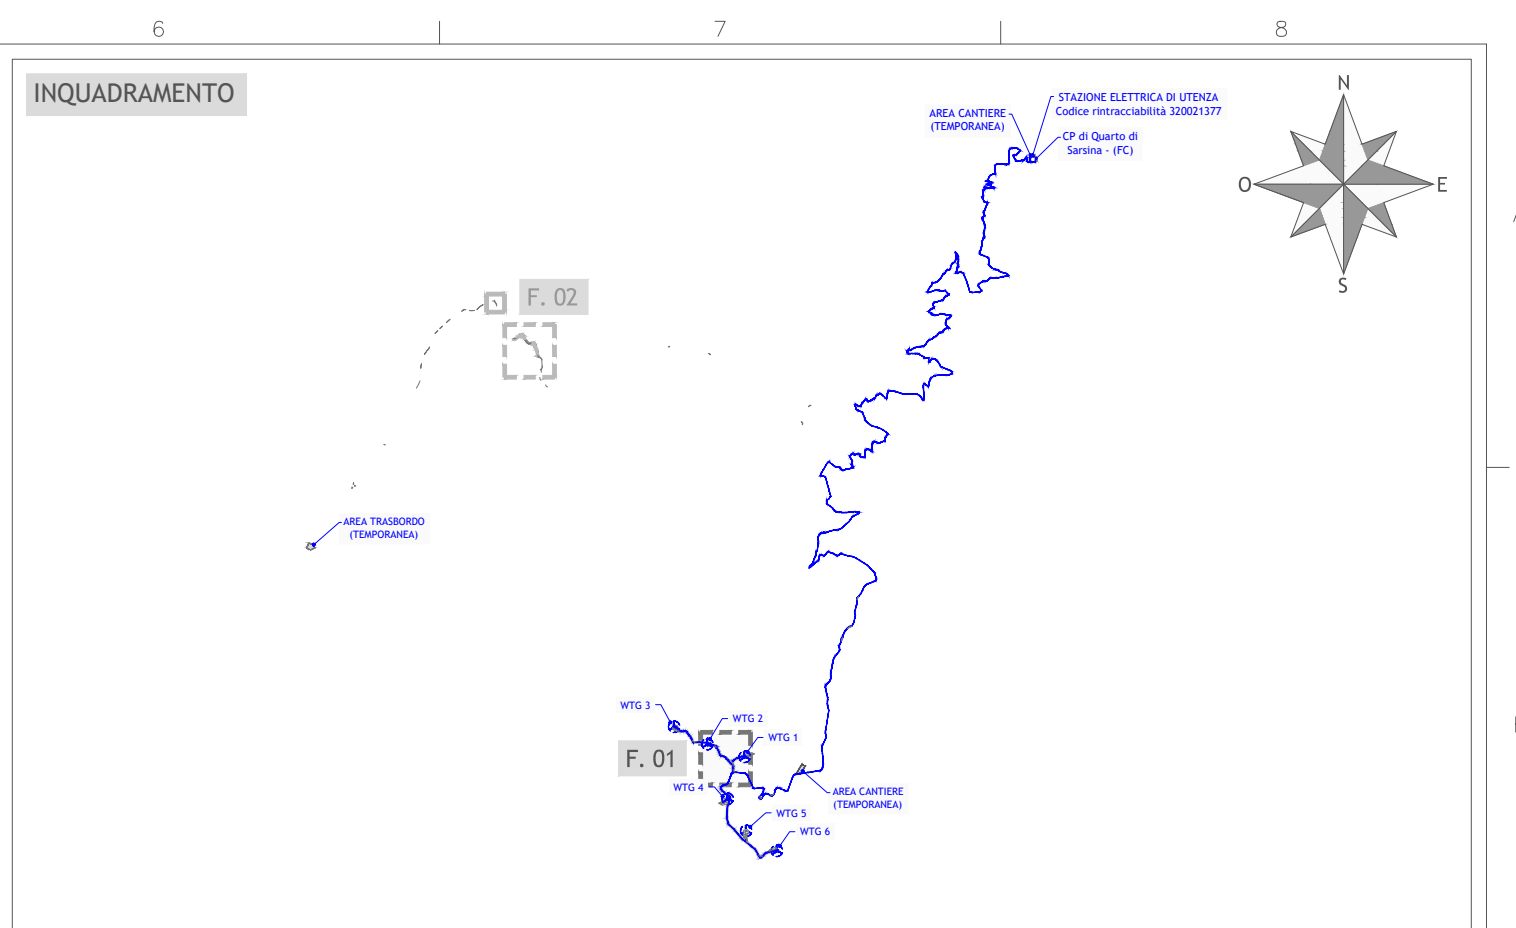 6
7
8
INQUADRAMENTO
N
STAZIONE ELETTRICA DI UTENZA
Codice rintracciabilità 320021377
AREA CANTIERE
(TEMPORANEA)
CP di Quarto di
Sarsina - (FC)
O
E
S
F. 02
AREA TRASBORDO
(TEMPORANEA)
WTG 3
WTG 2
WTG 1
F. 01
WTG 4
AREA CANTIERE
(TEMPORANEA)
WTG 5
WTG 6